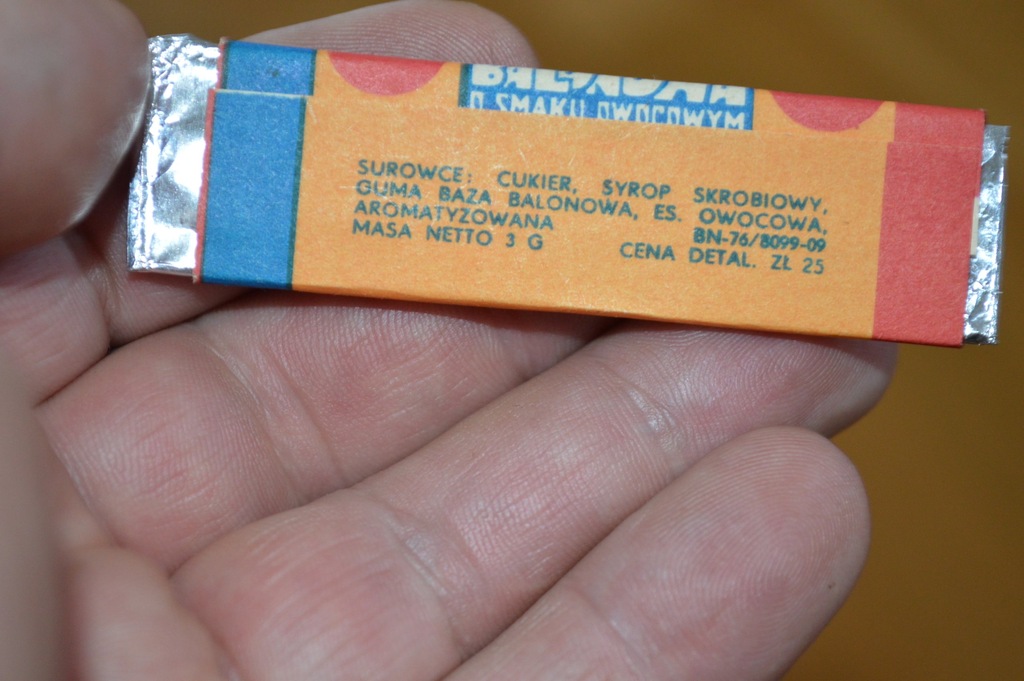 BALONOWA
O SMAKU OWOCOWYM
SUROWCE: CUKIER, SYROP SKROBIOWY,
GUMA BAZA BALONOWA, ES. OWOCOWA,
AROMATYZOWANA BN-76/8099-09
MASA NETTO 3 G CENA DETAL. ZŁ 25